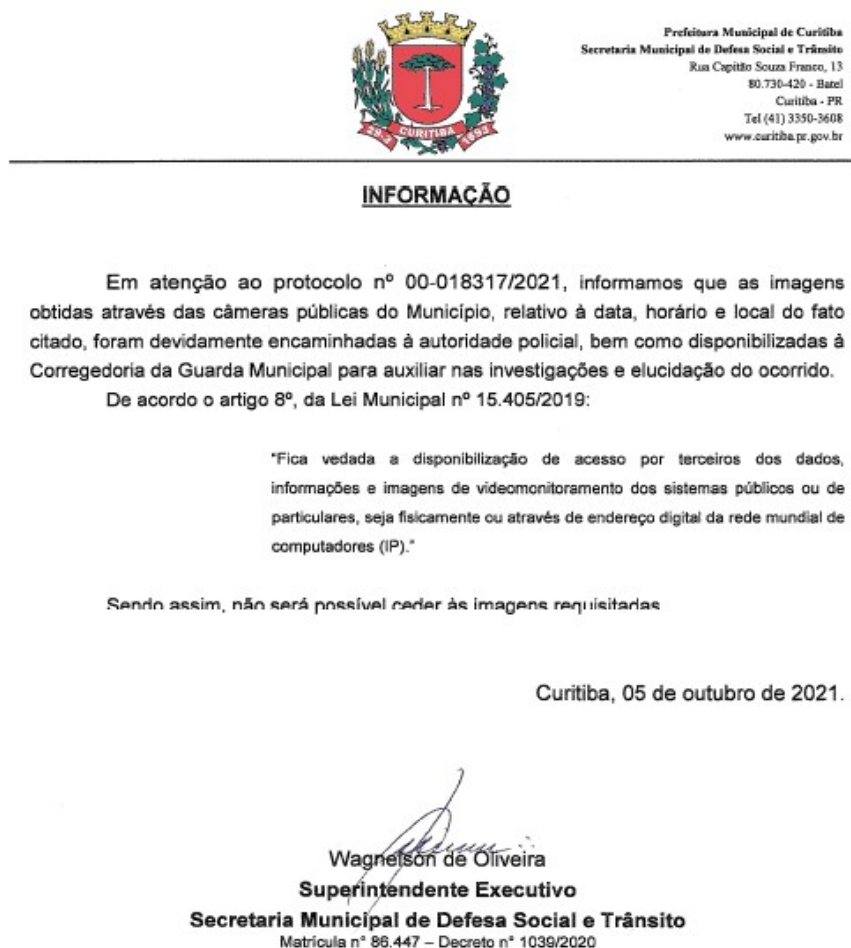 Prefeitura Municipal de Curitiba
Secretaria Municipal de Defesa Social e Trânsito
Rua Capitão Souza Franco, 13
80.730-420 - Batel
Curitiba - PR
Tel (41) 3350-3608
www.curitiba.pr.gov.br
29-3 CURITIBA 1693
INFORMAÇÃO
Em atenção ao protocolo nº 00-018317/2021, informamos que as imagens
obtidas através das câmeras públicas do Município, relativo à data, horário e local do fato
citado, foram devidamente encaminhadas à autoridade policial, bem como disponibilizadas à
Corregedoria da Guarda Municipal para auxiliar nas investigações e elucidação do ocorrido.
De acordo o artigo 8º, da Lei Municipal nº 15.405/2019:
"Fica vedada a disponibilização de acesso por terceiros dos dados,
informações e imagens de videomonitoramento dos sistemas públicos ou de
particulares, seja fisicamente ou através de endereço digital da rede mundial de
computadores (IP)."
Sendo assim, não será possível ceder às imagens requisitadas
Curitiba, 05 de outubro de 2021.
Wagnelson de Oliveira
Superintendente Executivo
Secretaria Municipal de Defesa Social e Trânsito
Matrícula n° 86.447 – Decreto n° 1039/2020